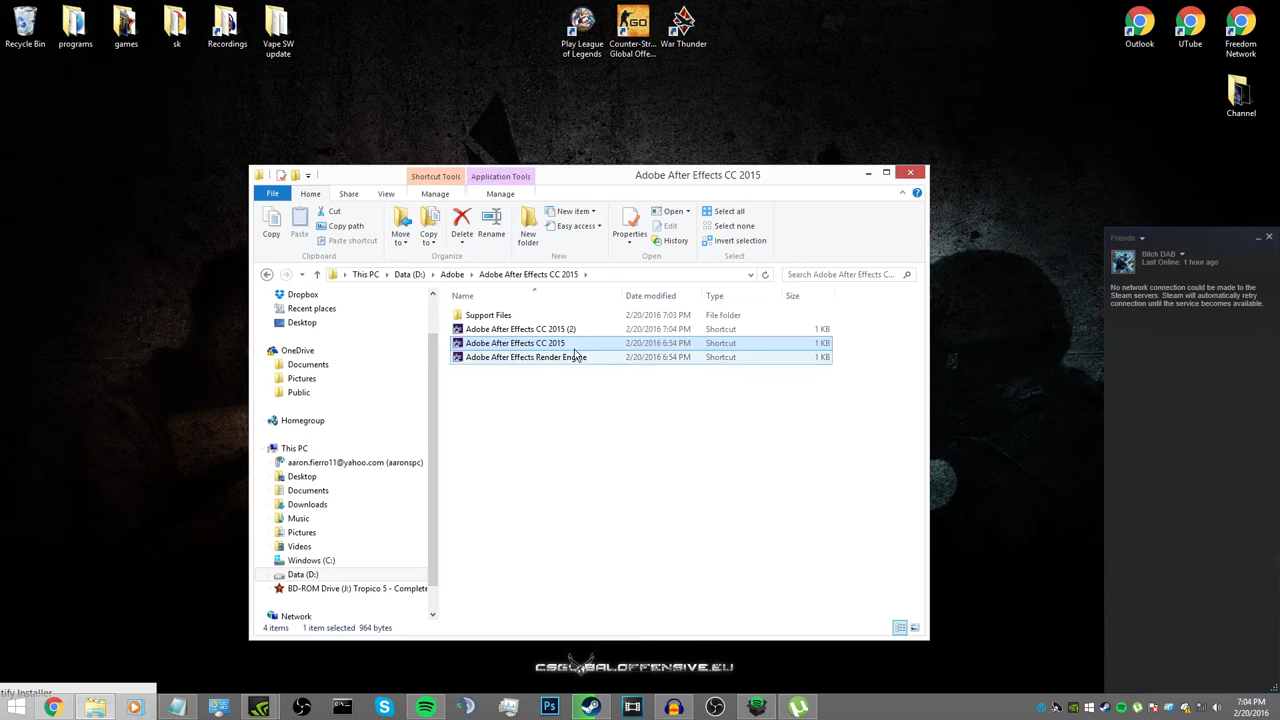 Recycle Bin
programs
games
sk
Recordings
Vape SW
update
Play League
of Legends
Counter-Str...
Global Offe...
War Thunder
Outlook
UTube
Freedom
Network
Channel
Shortcut Tools
Application Tools
Adobe After Effects CC 2015
File
Home
Share
View
Manage
Manage
Copy
Paste
Cut
Copy path
Paste shortcut
Clipboard
Move
to
Copy
to
Delete
Rename
Organize
New
folder
New item
Easy access
New
Properties
Open
Edit
History
Open
Select all
Select none
Invert selection
Select
This PC
Data (D:)
Adobe
Adobe After Effects CC 2015
Search Adobe After Effects C...
Name
Date modified
Type
Size
Support Files 2/20/2016 7:03 PM File folder
Adobe After Effects CC 2015 (2) 2/20/2016 7:04 PM Shortcut 1 KB
Adobe After Effects CC 2015 2/20/2016 6:54 PM Shortcut 1 KB
Adobe After Effects Render Engine 2/20/2016 6:54 PM Shortcut 1 KB
Dropbox
Recent places
Desktop
OneDrive
Documents
Pictures
Public
Homegroup
This PC
aaron.fierro11@yahoo.com (aaronspc)
Desktop
Documents
Downloads
Music
Pictures
Videos
Windows (C:)
Data (D:)
BD-ROM Drive (J:) Tropico 5 - Complete
Network
4 items 1 item selected 964 bytes
Friends
Bitch DAB
Last Online: 1 hour ago
No network connection could be made to the
Steam servers. Steam will automatically retry
connection until the service becomes available.
CSGLOBALOFFENSIVE.EU
tify Installer
Ps
7:04 PM
2/20/2016